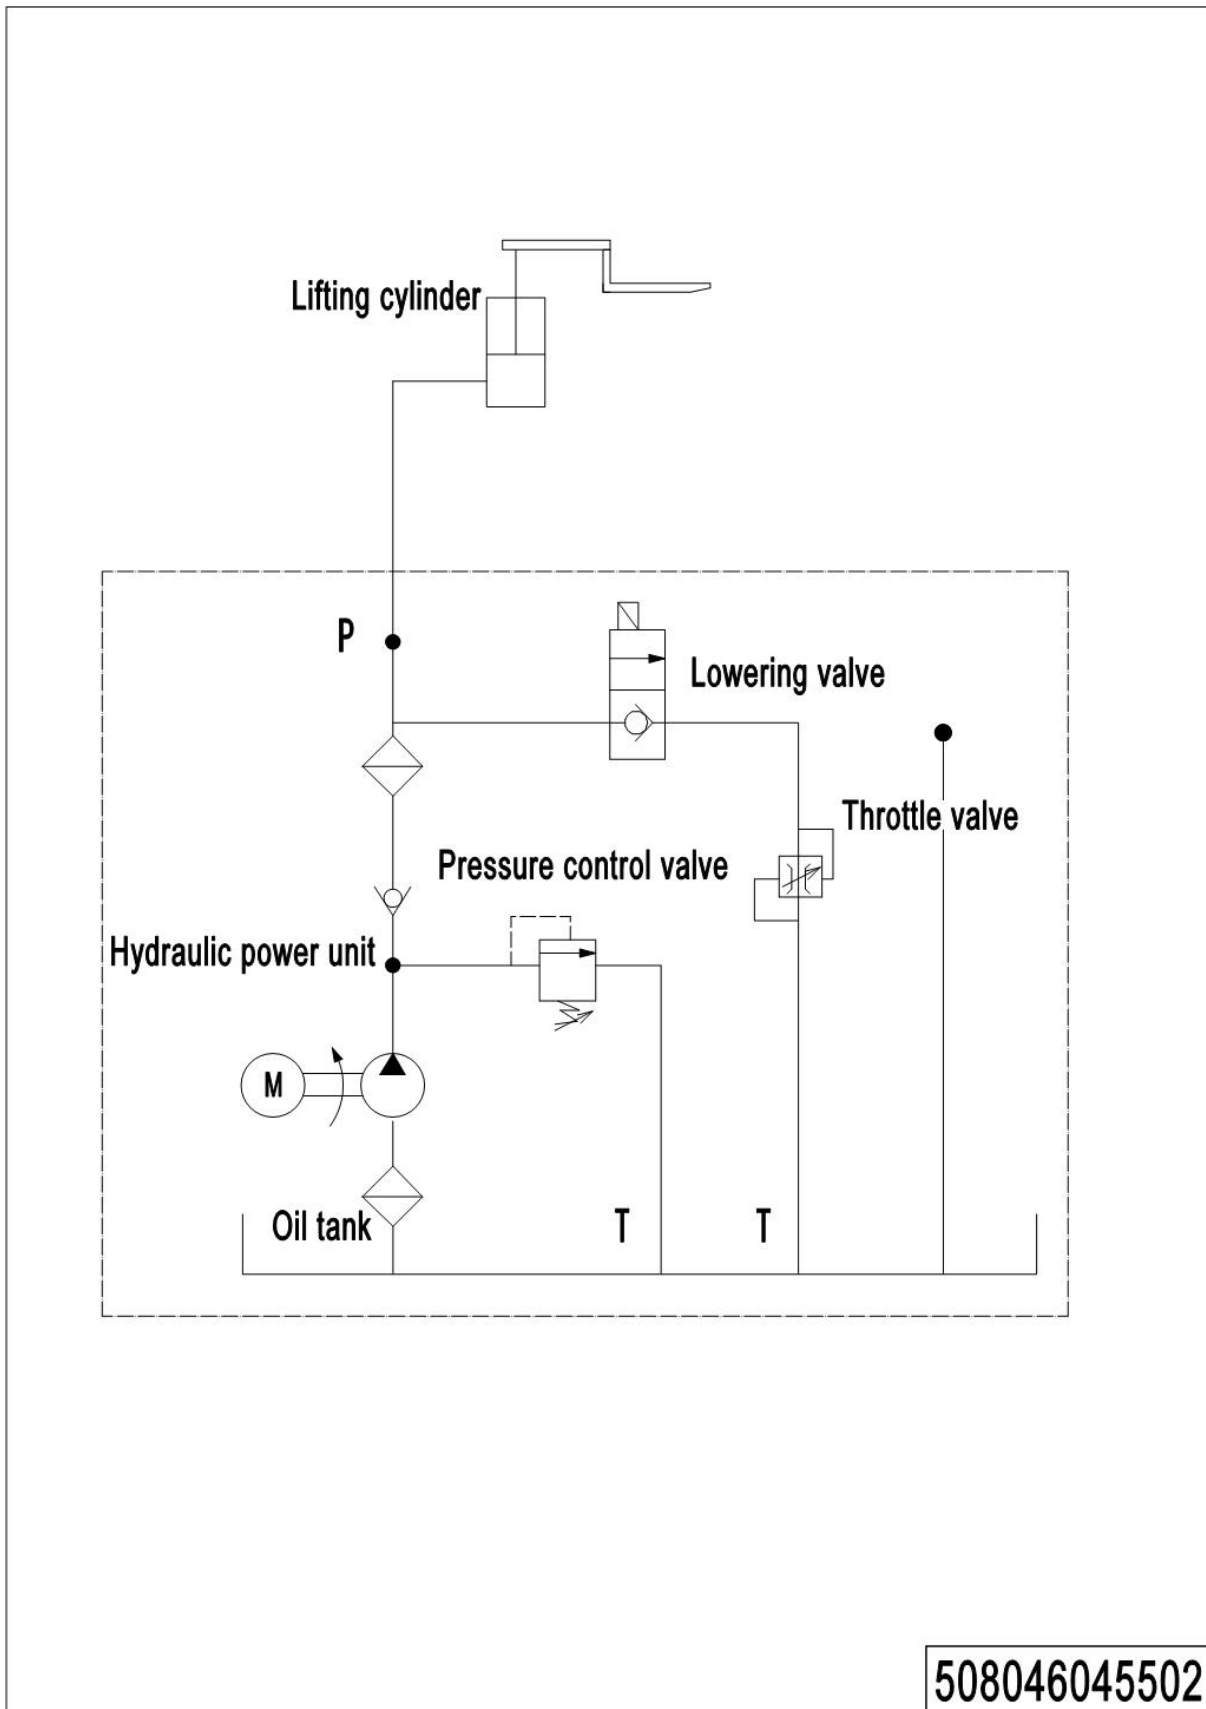 Lifting cylinder
P
Lowering valve
Throttle valve
Pressure control valve
Hydraulic power unit
M
Oil tank
T
T
508046045502